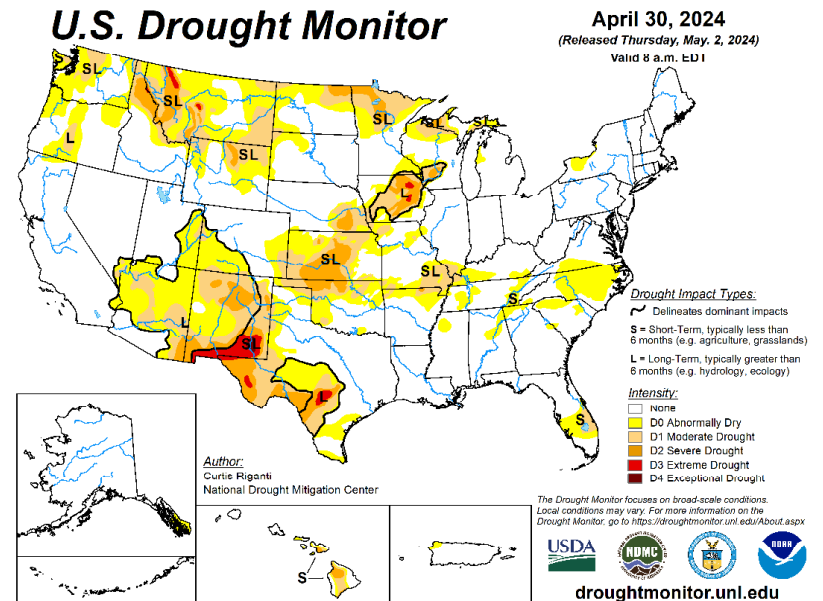 U.S. Drought Monitor
April 30, 2024
(Released Thursday, May. 2, 2024)
Valid 8 a.m. EDT
S
SL
SL
L
SL
SL
SL
SL
L
SL
SL
S
L
SL
L
S
S
Drought Impact Types:
Delineates dominant impacts
S = Short-Term, typically less than
6 months (e.g. agriculture, grasslands)
L = Long-Term, typically greater than
6 months (e.g. hydrology, ecology)
Intensity:
None
D0 Abnormally Dry
D1 Moderate Drought
D2 Severe Drought
D3 Extreme Drought
D4 Exceptional Drought
Author:
Curtis Riganti
National Drought Mitigation Center
The Drought Monitor focuses on broad-scale conditions.
Local conditions may vary. For more information on the
Drought Monitor, go to https://droughtmonitor.unl.edu/About.aspx
USDA
NDMC
NOAA
droughtmonitor.unl.edu